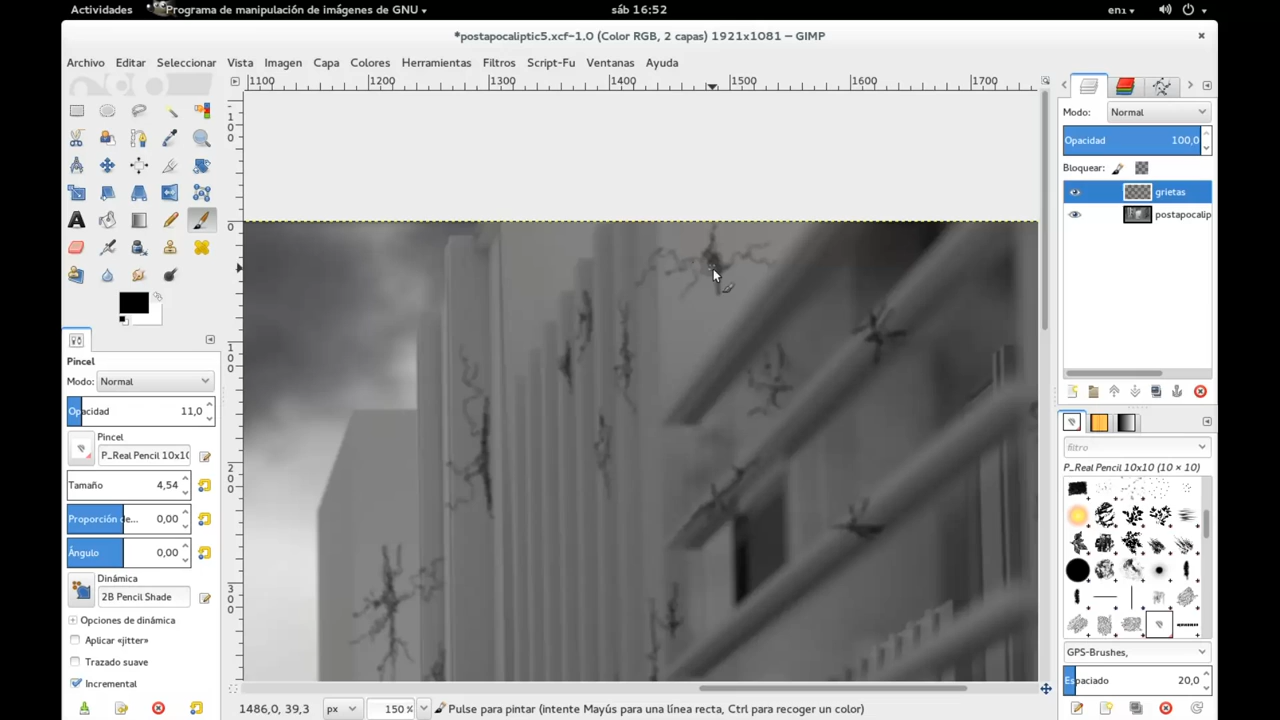 Actividades Programa de manipulación de imágenes de GNU sáb 16:52 en₁
*postapocaliptic5.xcf-1.0 (Color RGB, 2 capas) 1921x1081 – GIMP
Archivo Editar Seleccionar Vista Imagen Capa Colores Herramientas Filtros Script-Fu Ventanas Ayuda
1100 1200 1300 1400 1500 1600 1700
-100
0
100
200
300
Pincel
Modo: Normal
Opacidad 11,0
Pincel
P_Real Pencil 10x10
Tamaño 4,54
Proporción de... 0,00
Ángulo 0,00
Dinámica
2B Pencil Shade
Opciones de dinámica
Aplicar «jitter»
Trazado suave
Incremental
1486,0, 39,3 px 150 % Pulse para pintar (intente Mayús para una línea recta, Ctrl para recoger un color)
Modo: Normal
Opacidad 100,0
Bloquear:
grietas
postapocalip
filtro
P_Real Pencil 10x10 (10 × 10)
GPS-Brushes,
Espaciado 20,0